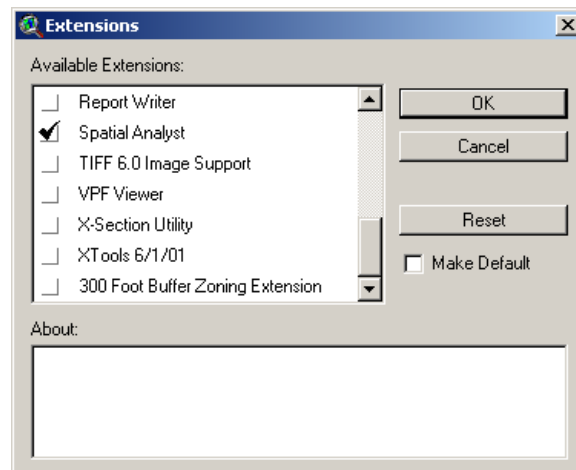 Extensions
Available Extensions:
Report Writer
Spatial Analyst
TIFF 6.0 Image Support
VPF Viewer
X-Section Utility
XTools 6/1/01
300 Foot Buffer Zoning Extension
OK
Cancel
Reset
Make Default
About: